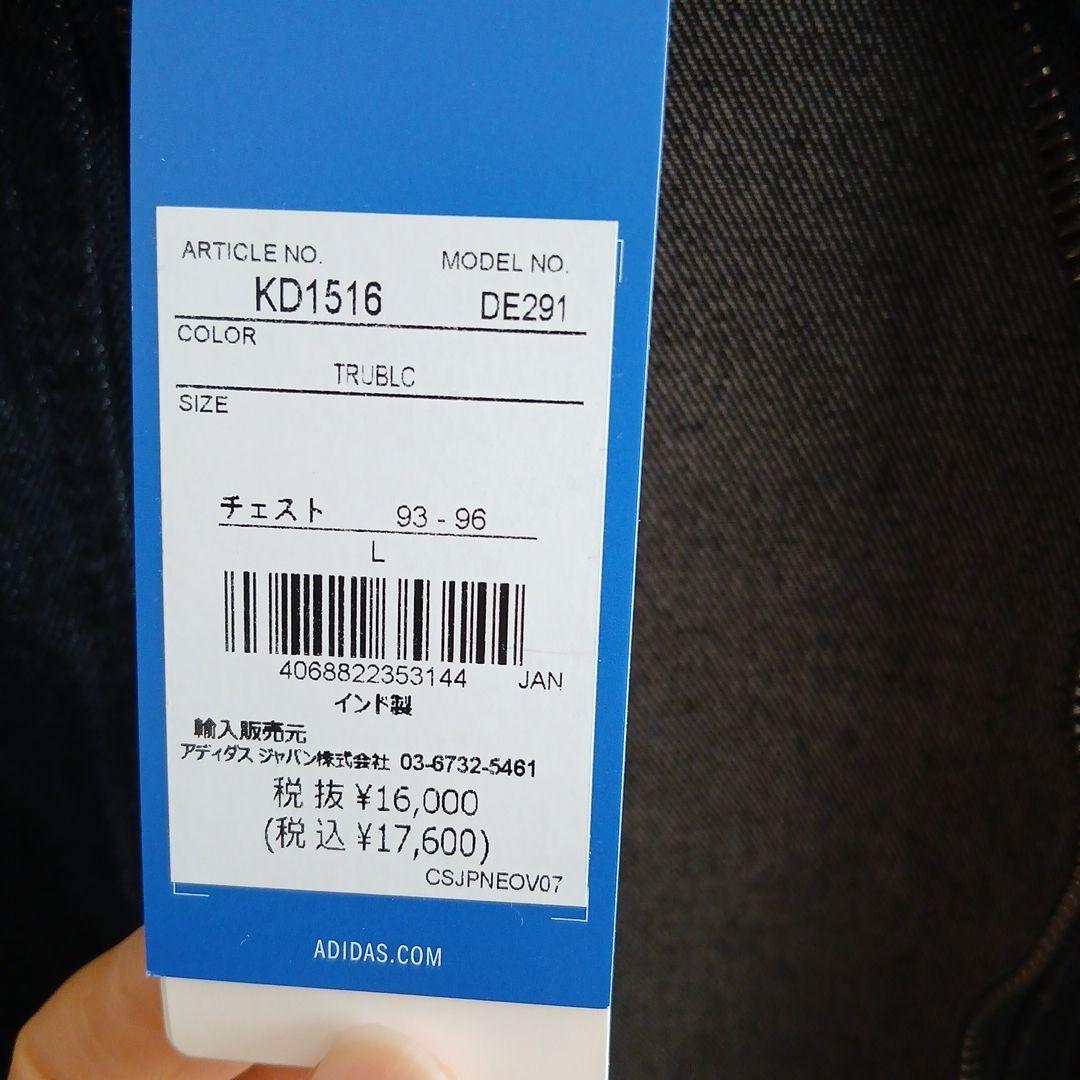 ARTICLE NO. MODEL NO.
KD1516 DE291
COLOR
TRUBLC
SIZE
チェスト 93 - 96
L
4068822353144 JAN
インド製
輸入販売元
アディダス ジャパン株式会社 03-6732-5461
税抜 ¥16,000
(税込 ¥17,600)
CSJPNEOV07
ADIDAS.COM